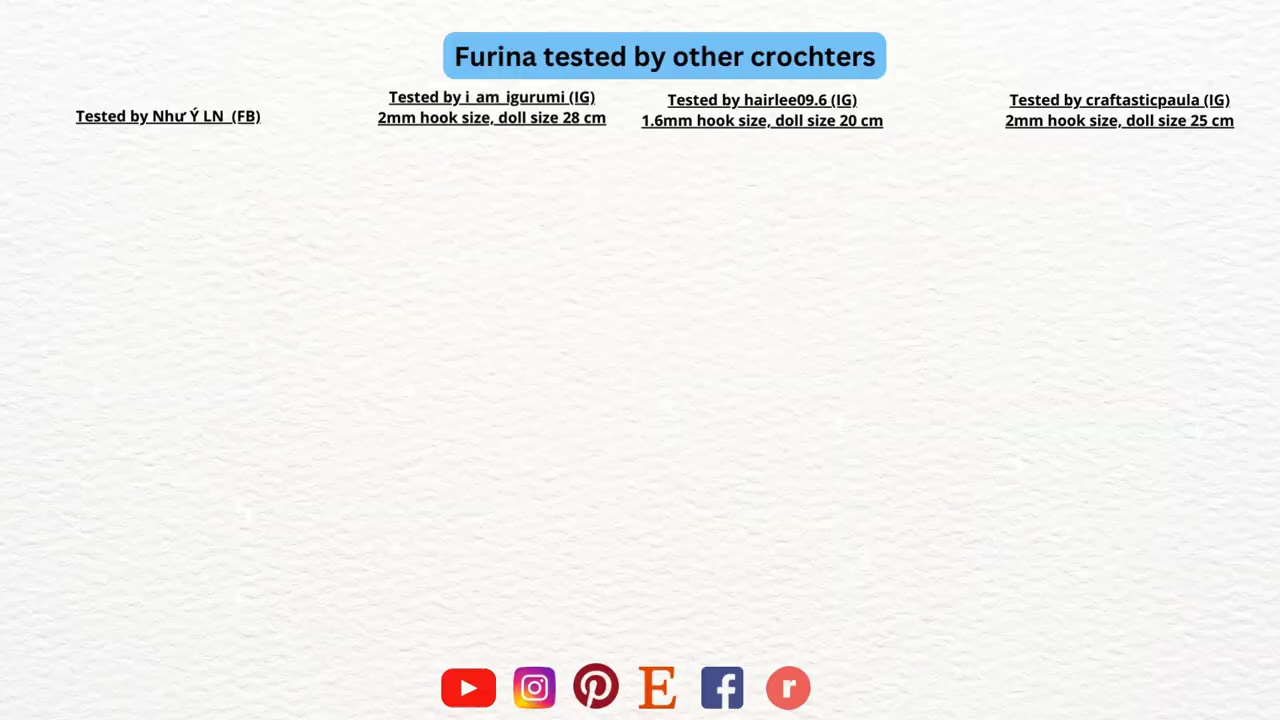 Furina tested by other crochters
Tested by Như Ý LN  (FB)
Tested by i_am_igurumi (IG)
2mm hook size, doll size 28 cm
Tested by hairlee09.6 (IG)
1.6mm hook size, doll size 20 cm
Tested by craftasticpaula (IG)
2mm hook size, doll size 25 cm
E
r